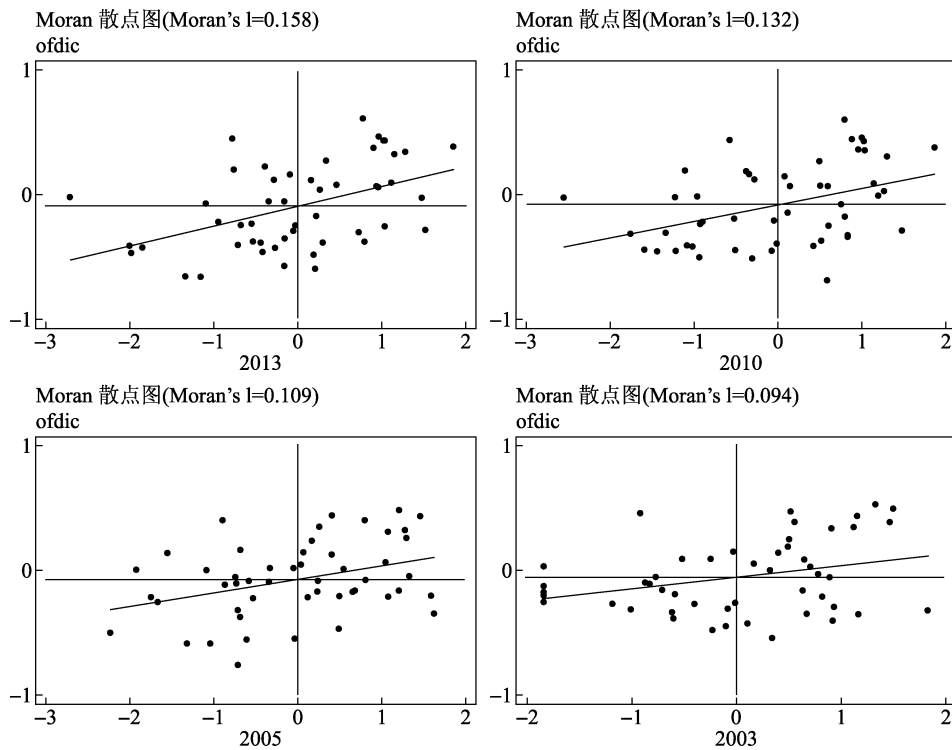 Moran 散点图(Moran’s l=0.158)
ofdic
1
0
−1
−3 −2 −1 0 1 2
2013
Moran 散点图(Moran’s l=0.132)
ofdic
1
0
−1
−3 −2 −1 0 1 2
2010
Moran 散点图(Moran’s l=0.109)
ofdic
1
0
−1
−3 −2 −1 0 1 2
2005
Moran 散点图(Moran’s l=0.094)
ofdic
1
0
−1
−2 −1 0 1 2
2003